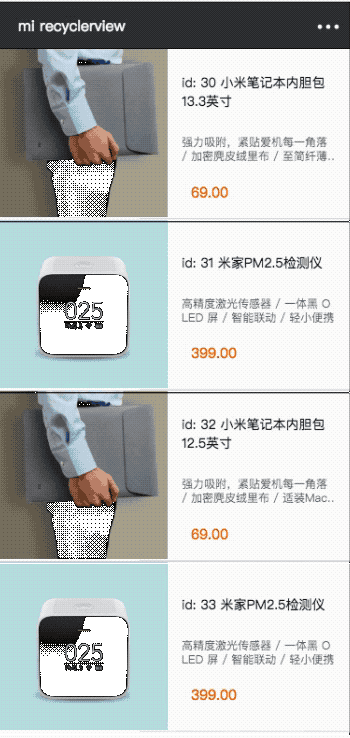 mi recyclerview
id: 30 小米笔记本内胆包
13.3英寸
强力吸附，紧贴爱机每一角落
/ 加密麂皮绒里布 / 至简纤薄..
69.00
id: 31 米家PM2.5检测仪
025
高精度激光传感器 / 一体黑 O
LED 屏 / 智能联动 / 轻小便携
399.00
id: 32 小米笔记本内胆包
12.5英寸
强力吸附，紧贴爱机每一角落
/ 加密麂皮绒里布 / 适装Mac..
69.00
id: 33 米家PM2.5检测仪
025
高精度激光传感器 / 一体黑 O
LED 屏 / 智能联动 / 轻小便携
399.00